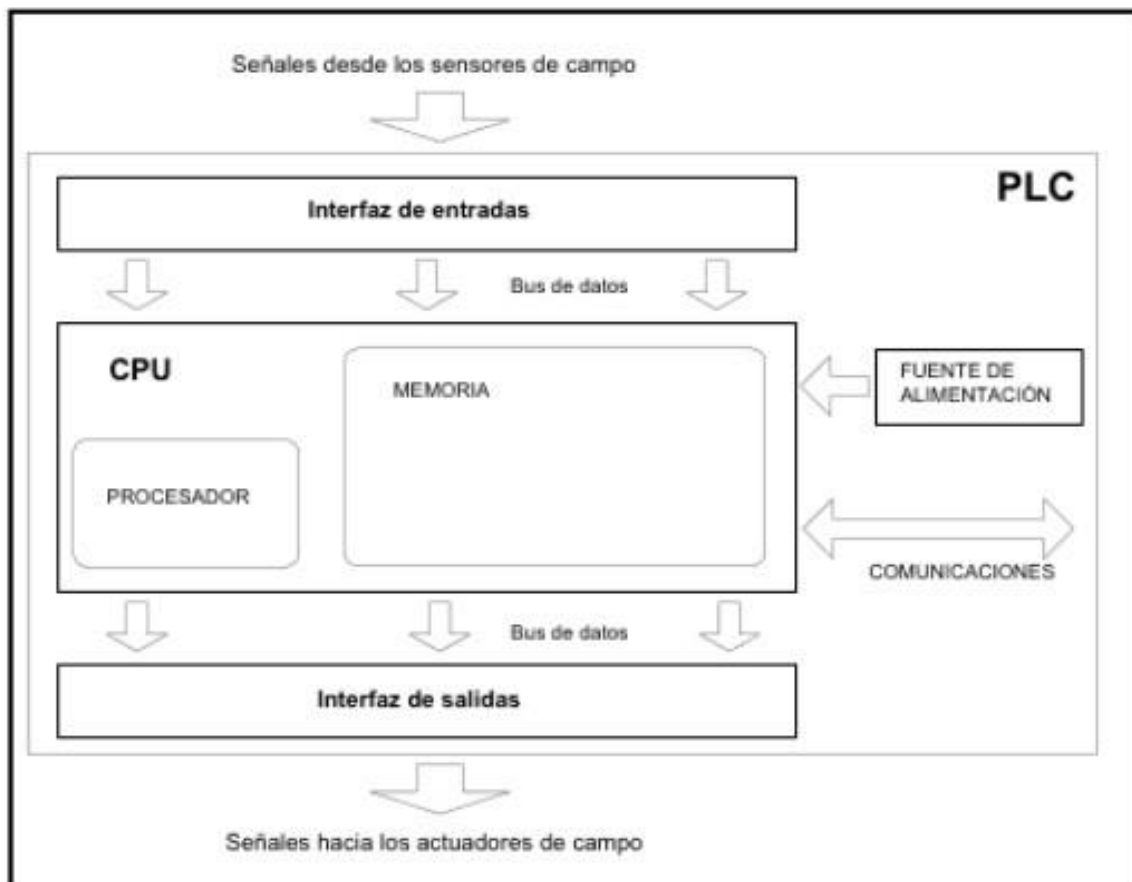 Señales desde los sensores de campo
PLC
Interfaz de entradas
Bus de datos
CPU
MEMORIA
PROCESADOR
FUENTE DE
ALIMENTACIÓN
COMUNICACIONES
Bus de datos
Interfaz de salidas
Señales hacia los actuadores de campo